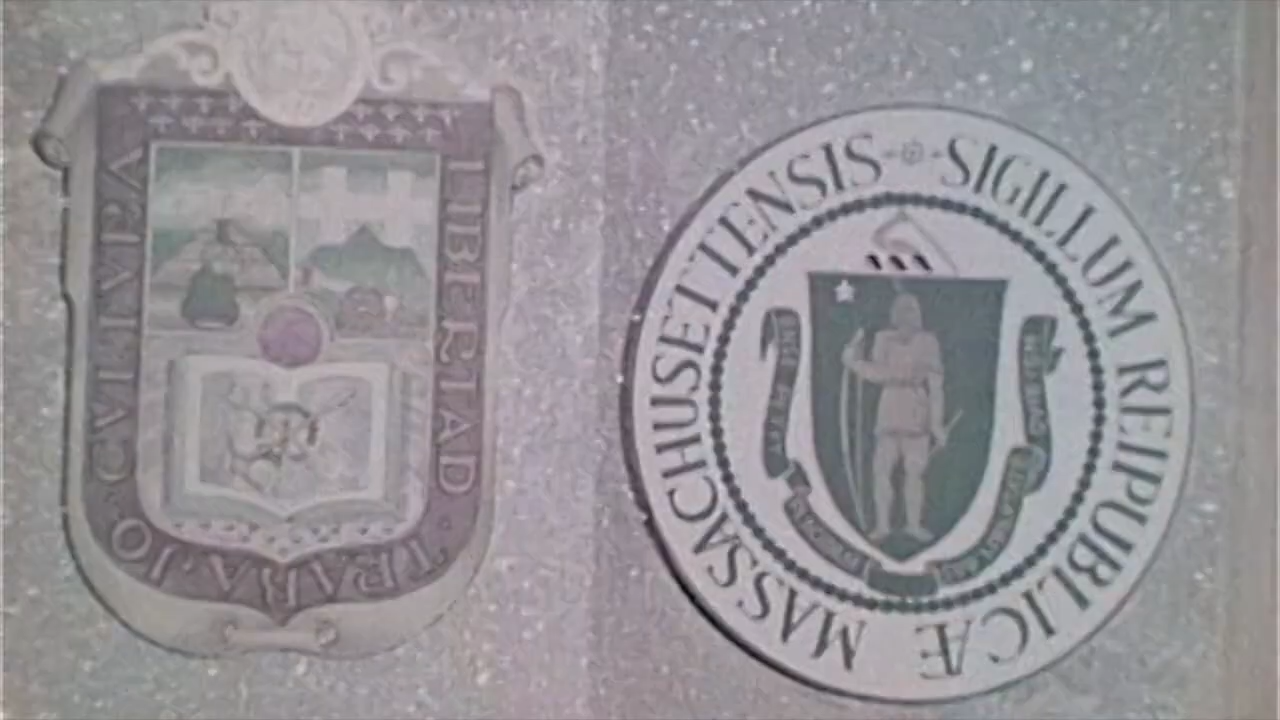 LIBERTAD · TRABAJO · CVLTVRA
SIGILLUM REIPUBLICÆ MASSACHUSETTENSIS